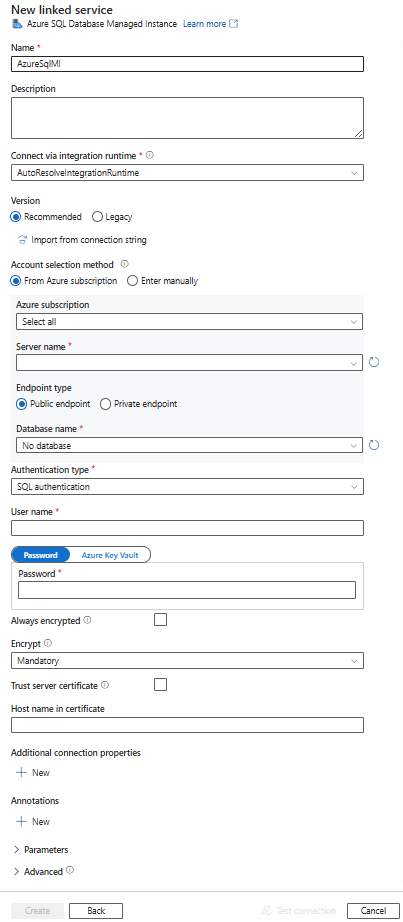 New linked service
Azure SQL Database Managed Instance Learn more
Name *
AzureSqlMI
Description
Connect via integration runtime *
AutoResolveIntegrationRuntime
Version
Recommended Legacy
Import from connection string
Account selection method
From Azure subscription Enter manually
Azure subscription
Select all
Server name *
Endpoint type
Public endpoint Private endpoint
Database name *
No database
Authentication type *
SQL authentication
User name *
Password Azure Key Vault
Password *
Always encrypted
Encrypt
Mandatory
Trust server certificate
Host name in certificate
Additional connection properties
New
Annotations
New
Parameters
Advanced
Create Back Test connection Cancel